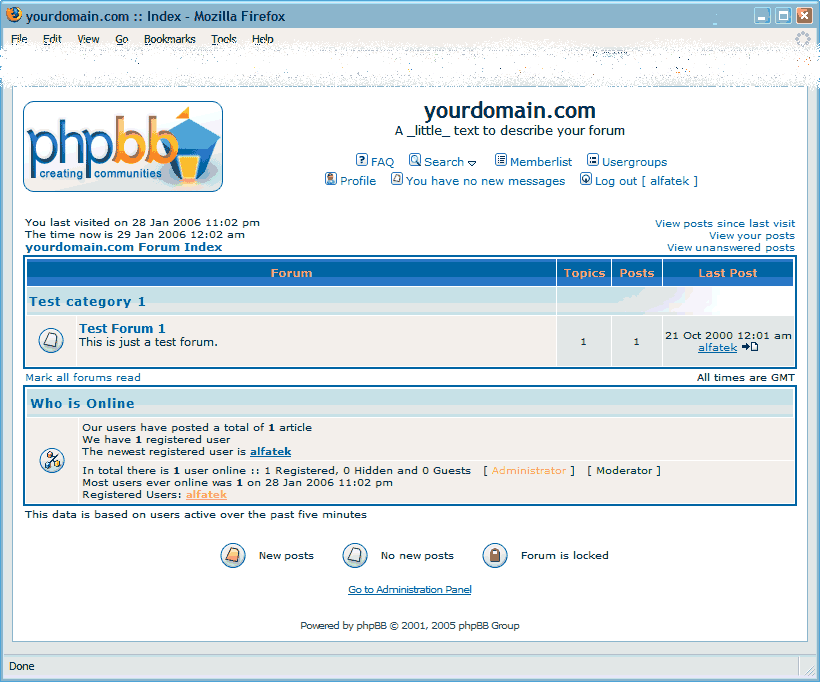 yourdomain.com :: Index - Mozilla Firefox
File Edit View Go Bookmarks Tools Help
phpBB
creating communities
yourdomain.com
A _little_ text to describe your forum
FAQ Search Memberlist Usergroups
Profile You have no new messages Log out [ alfatek ]
You last visited on 28 Jan 2006 11:02 pm
The time now is 29 Jan 2006 12:02 am
yourdomain.com Forum Index
View posts since last visit
View your posts
View unanswered posts
Forum Topics Posts Last Post
Test category 1
Test Forum 1
This is just a test forum.
1 1
21 Oct 2000 12:01 am
alfatek
Mark all forums read All times are GMT
Who is Online
Our users have posted a total of 1 article
We have 1 registered user
The newest registered user is alfatek
In total there is 1 user online :: 1 Registered, 0 Hidden and 0 Guests [ Administrator ] [ Moderator ]
Most users ever online was 1 on 28 Jan 2006 11:02 pm
Registered Users: alfatek
This data is based on users active over the past five minutes
New posts No new posts Forum is locked
Go to Administration Panel
Powered by phpBB © 2001, 2005 phpBB Group
Done